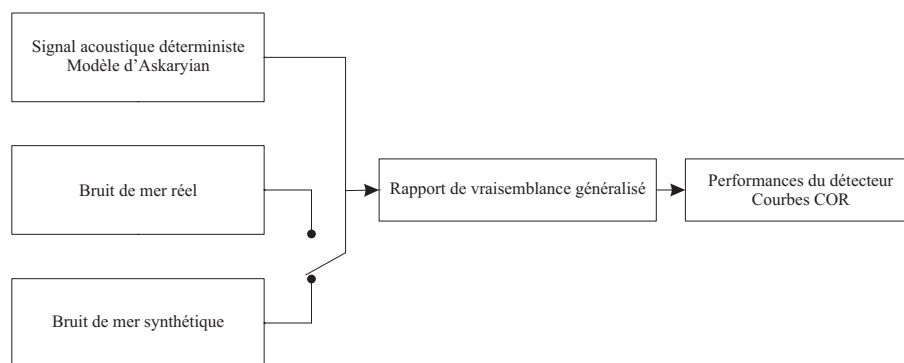 Signal acoustique déterministe
Modèle d'Askaryian
Bruit de mer réel
Rapport de vraisemblance généralisé
Performances du détecteur
Courbes COR
Bruit de mer synthétique